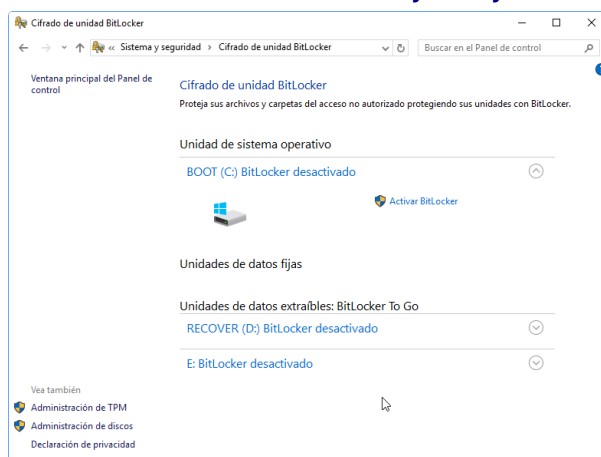 Cifrado de unidad BitLocker
« Sistema y seguridad › Cifrado de unidad BitLocker
Buscar en el Panel de control
Ventana principal del Panel de
control
Cifrado de unidad BitLocker
Proteja sus archivos y carpetas del acceso no autorizado protegiendo sus unidades con BitLocker.
Unidad de sistema operativo
BOOT (C:) BitLocker desactivado
Activar BitLocker
Unidades de datos fijas
Unidades de datos extraíbles: BitLocker To Go
RECOVER (D:) BitLocker desactivado
E: BitLocker desactivado
Vea también
Administración de TPM
Administración de discos
Declaración de privacidad